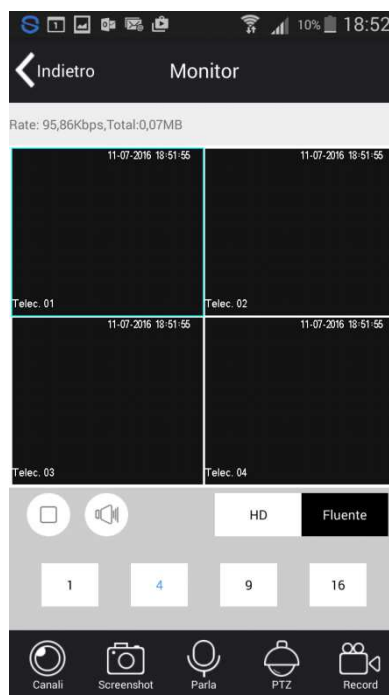 10% 18:52
Indietro Monitor
Rate: 95,86Kbps,Total:0,07MB
11-07-2016 18:51:55 11-07-2016 18:51:55
Telec. 01 Telec. 02
11-07-2016 18:51:55 11-07-2016 18:51:55
Telec. 03 Telec. 04
HD Fluente
1 4 9 16
Canali Screenshot Parla PTZ Record